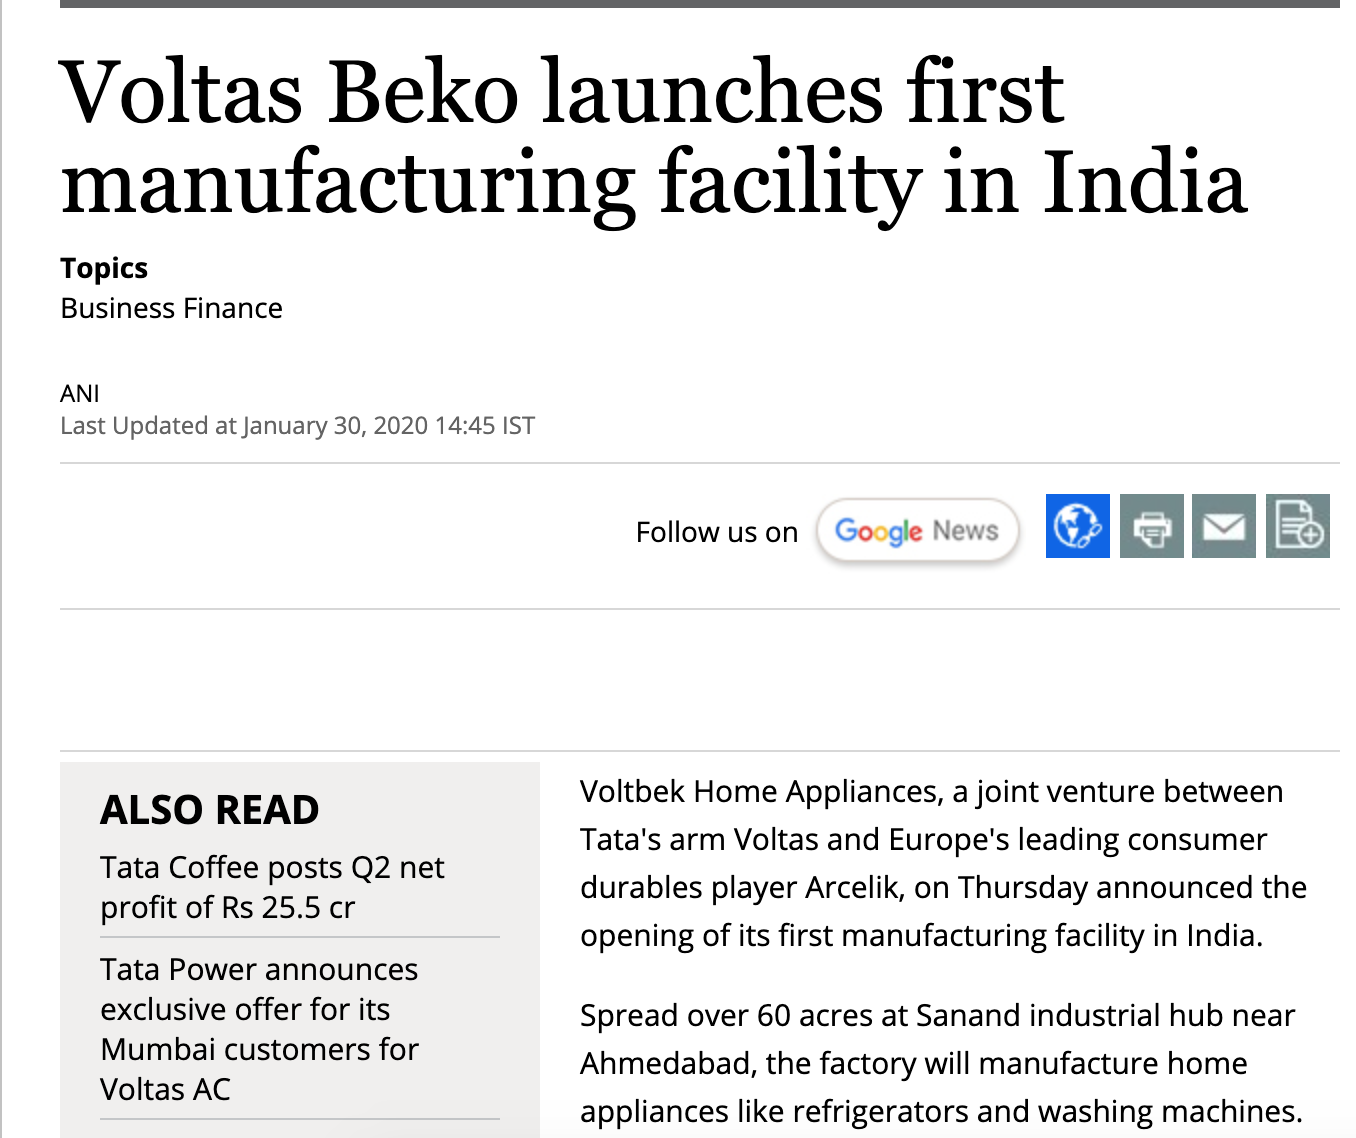 Voltas Beko launches first
manufacturing facility in India
Topics
Business Finance
ANI
Last Updated at January 30, 2020 14:45 IST
Follow us on Google News
ALSO READ
Tata Coffee posts Q2 net
profit of Rs 25.5 cr
Tata Power announces
exclusive offer for its
Mumbai customers for
Voltas AC
Voltbek Home Appliances, a joint venture between
Tata's arm Voltas and Europe's leading consumer
durables player Arcelik, on Thursday announced the
opening of its first manufacturing facility in India.
Spread over 60 acres at Sanand industrial hub near
Ahmedabad, the factory will manufacture home
appliances like refrigerators and washing machines.